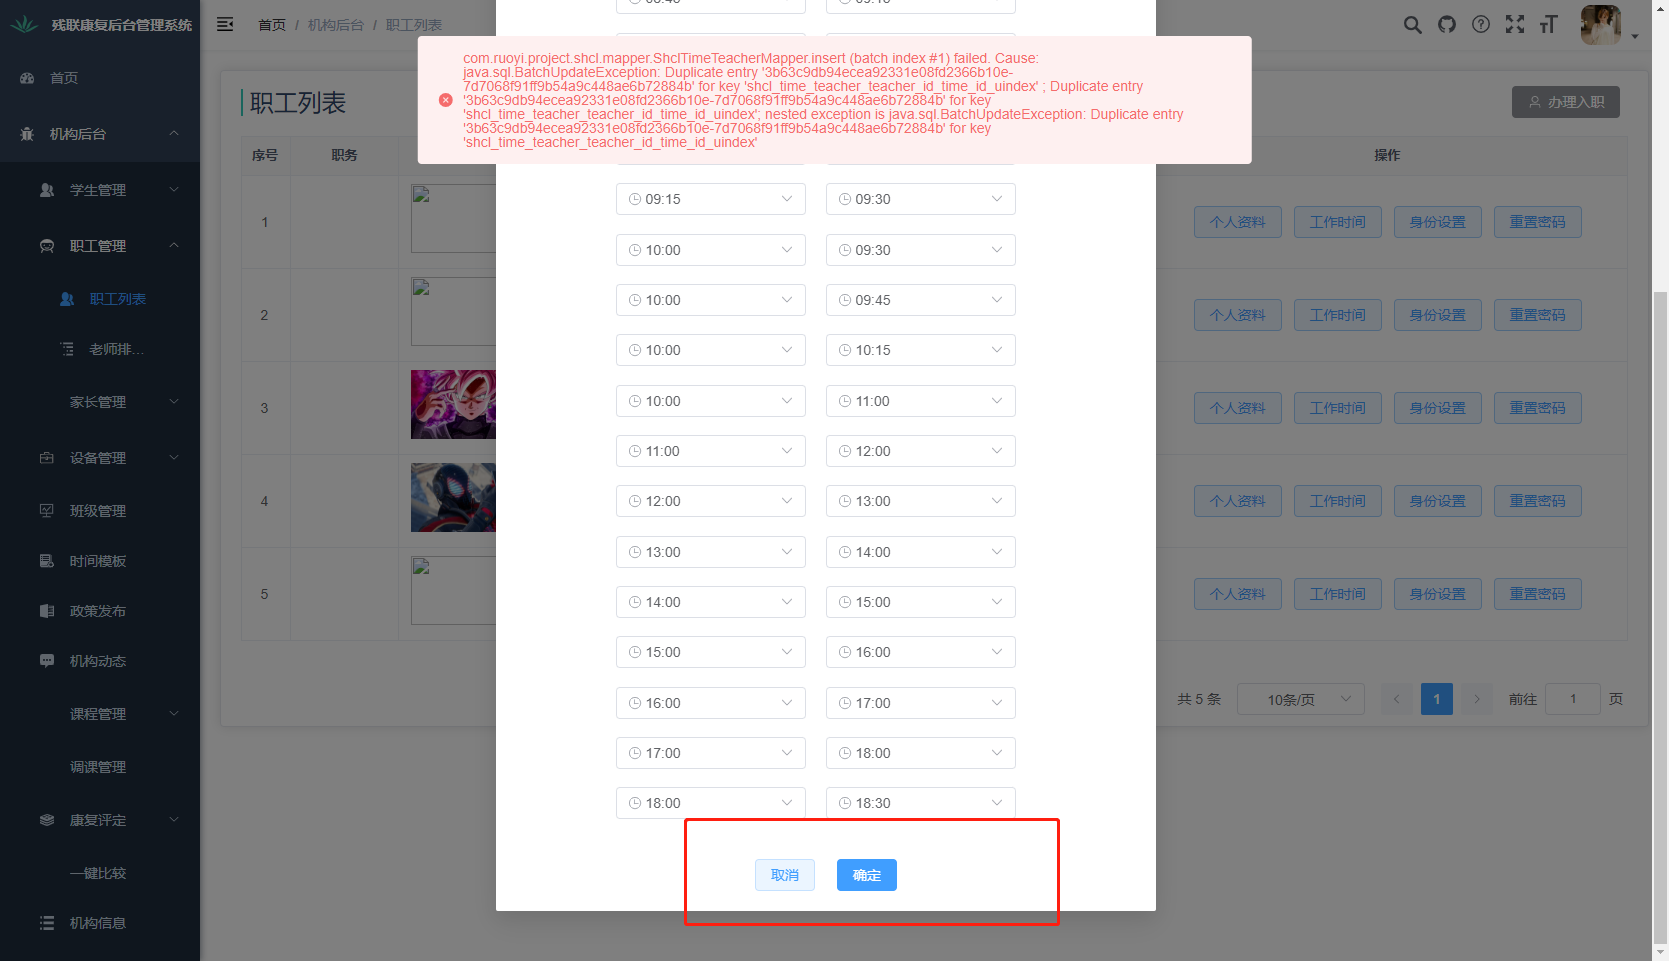 残联康复后台管理系统
首页 / 机构后台 / 职工列表
com.ruoyi.project.shcl.mapper.ShclTimeTeacherMapper.insert (batch index #1) failed. Cause:
java.sql.BatchUpdateException: Duplicate entry '3b63c9db94ecea92331e08fd2366b10e-
7d7068f91ff9b54a9c448ae6b72884b' for key 'shcl_time_teacher_teacher_id_time_id_uindex' ; Duplicate entry
'3b63c9db94ecea92331e08fd2366b10e-7d7068f91ff9b54a9c448ae6b72884b' for key
'shcl_time_teacher_teacher_id_time_id_uindex'; nested exception is java.sql.BatchUpdateException: Duplicate entry
'3b63c9db94ecea92331e08fd2366b10e-7d7068f91ff9b54a9c448ae6b72884b' for key
'shcl_time_teacher_teacher_id_time_id_uindex'
首页
机构后台
学生管理
职工管理
职工列表
老师排...
家长管理
设备管理
班级管理
时间模板
政策发布
机构动态
课程管理
调课管理
康复评定
一键比较
机构信息
职工列表
办理入职
序号 职务 操作
1 个人资料 工作时间 身份设置 重置密码
2 个人资料 工作时间 身份设置 重置密码
3 个人资料 工作时间 身份设置 重置密码
4 个人资料 工作时间 身份设置 重置密码
5 个人资料 工作时间 身份设置 重置密码
共 5 条 10条/页 1 前往 1 页
09:15 09:30
10:00 09:30
10:00 09:45
10:00 10:15
10:00 11:00
11:00 12:00
12:00 13:00
13:00 14:00
14:00 15:00
15:00 16:00
16:00 17:00
17:00 18:00
18:00 18:30
取消 确定